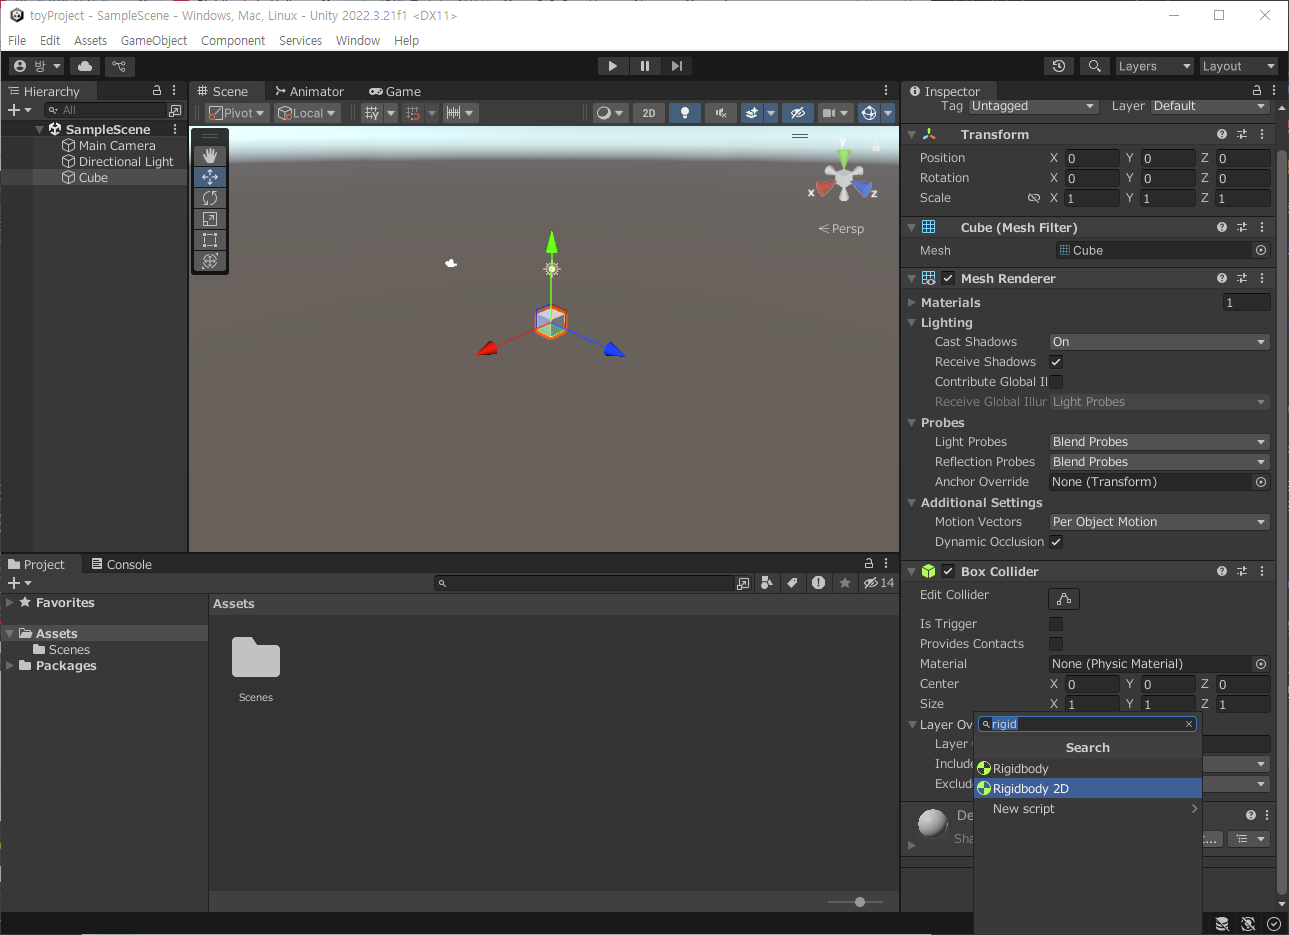 toyProject - SampleScene - Windows, Mac, Linux - Unity 2022.3.21f1 <DX11>
File Edit Assets GameObject Component Services Window Help
방 Layers Layout
Hierarchy
All
SampleScene
Main Camera
Directional Light
Cube
Scene Animator Game
Pivot Local 2D
y
x z
Persp
Inspector
Tag Untagged Layer Default
Transform
Position X 0 Y 0 Z 0
Rotation X 0 Y 0 Z 0
Scale X 1 Y 1 Z 1
Cube (Mesh Filter)
Mesh Cube
Mesh Renderer
Materials 1
Lighting
Cast Shadows On
Receive Shadows
Contribute Global Il
Receive Global Illur Light Probes
Probes
Light Probes Blend Probes
Reflection Probes Blend Probes
Anchor Override None (Transform)
Additional Settings
Motion Vectors Per Object Motion
Dynamic Occlusion
Box Collider
Edit Collider
Is Trigger
Provides Contacts
Material None (Physic Material)
Center X 0 Y 0 Z 0
Size X 1 Y 1 Z 1
Layer Ov
Layer
Include
Exclud
De
Sha
rigid
Search
Rigidbody
Rigidbody 2D
New script
Project Console
14
Favorites
Assets
Scenes
Packages
Assets
Scenes